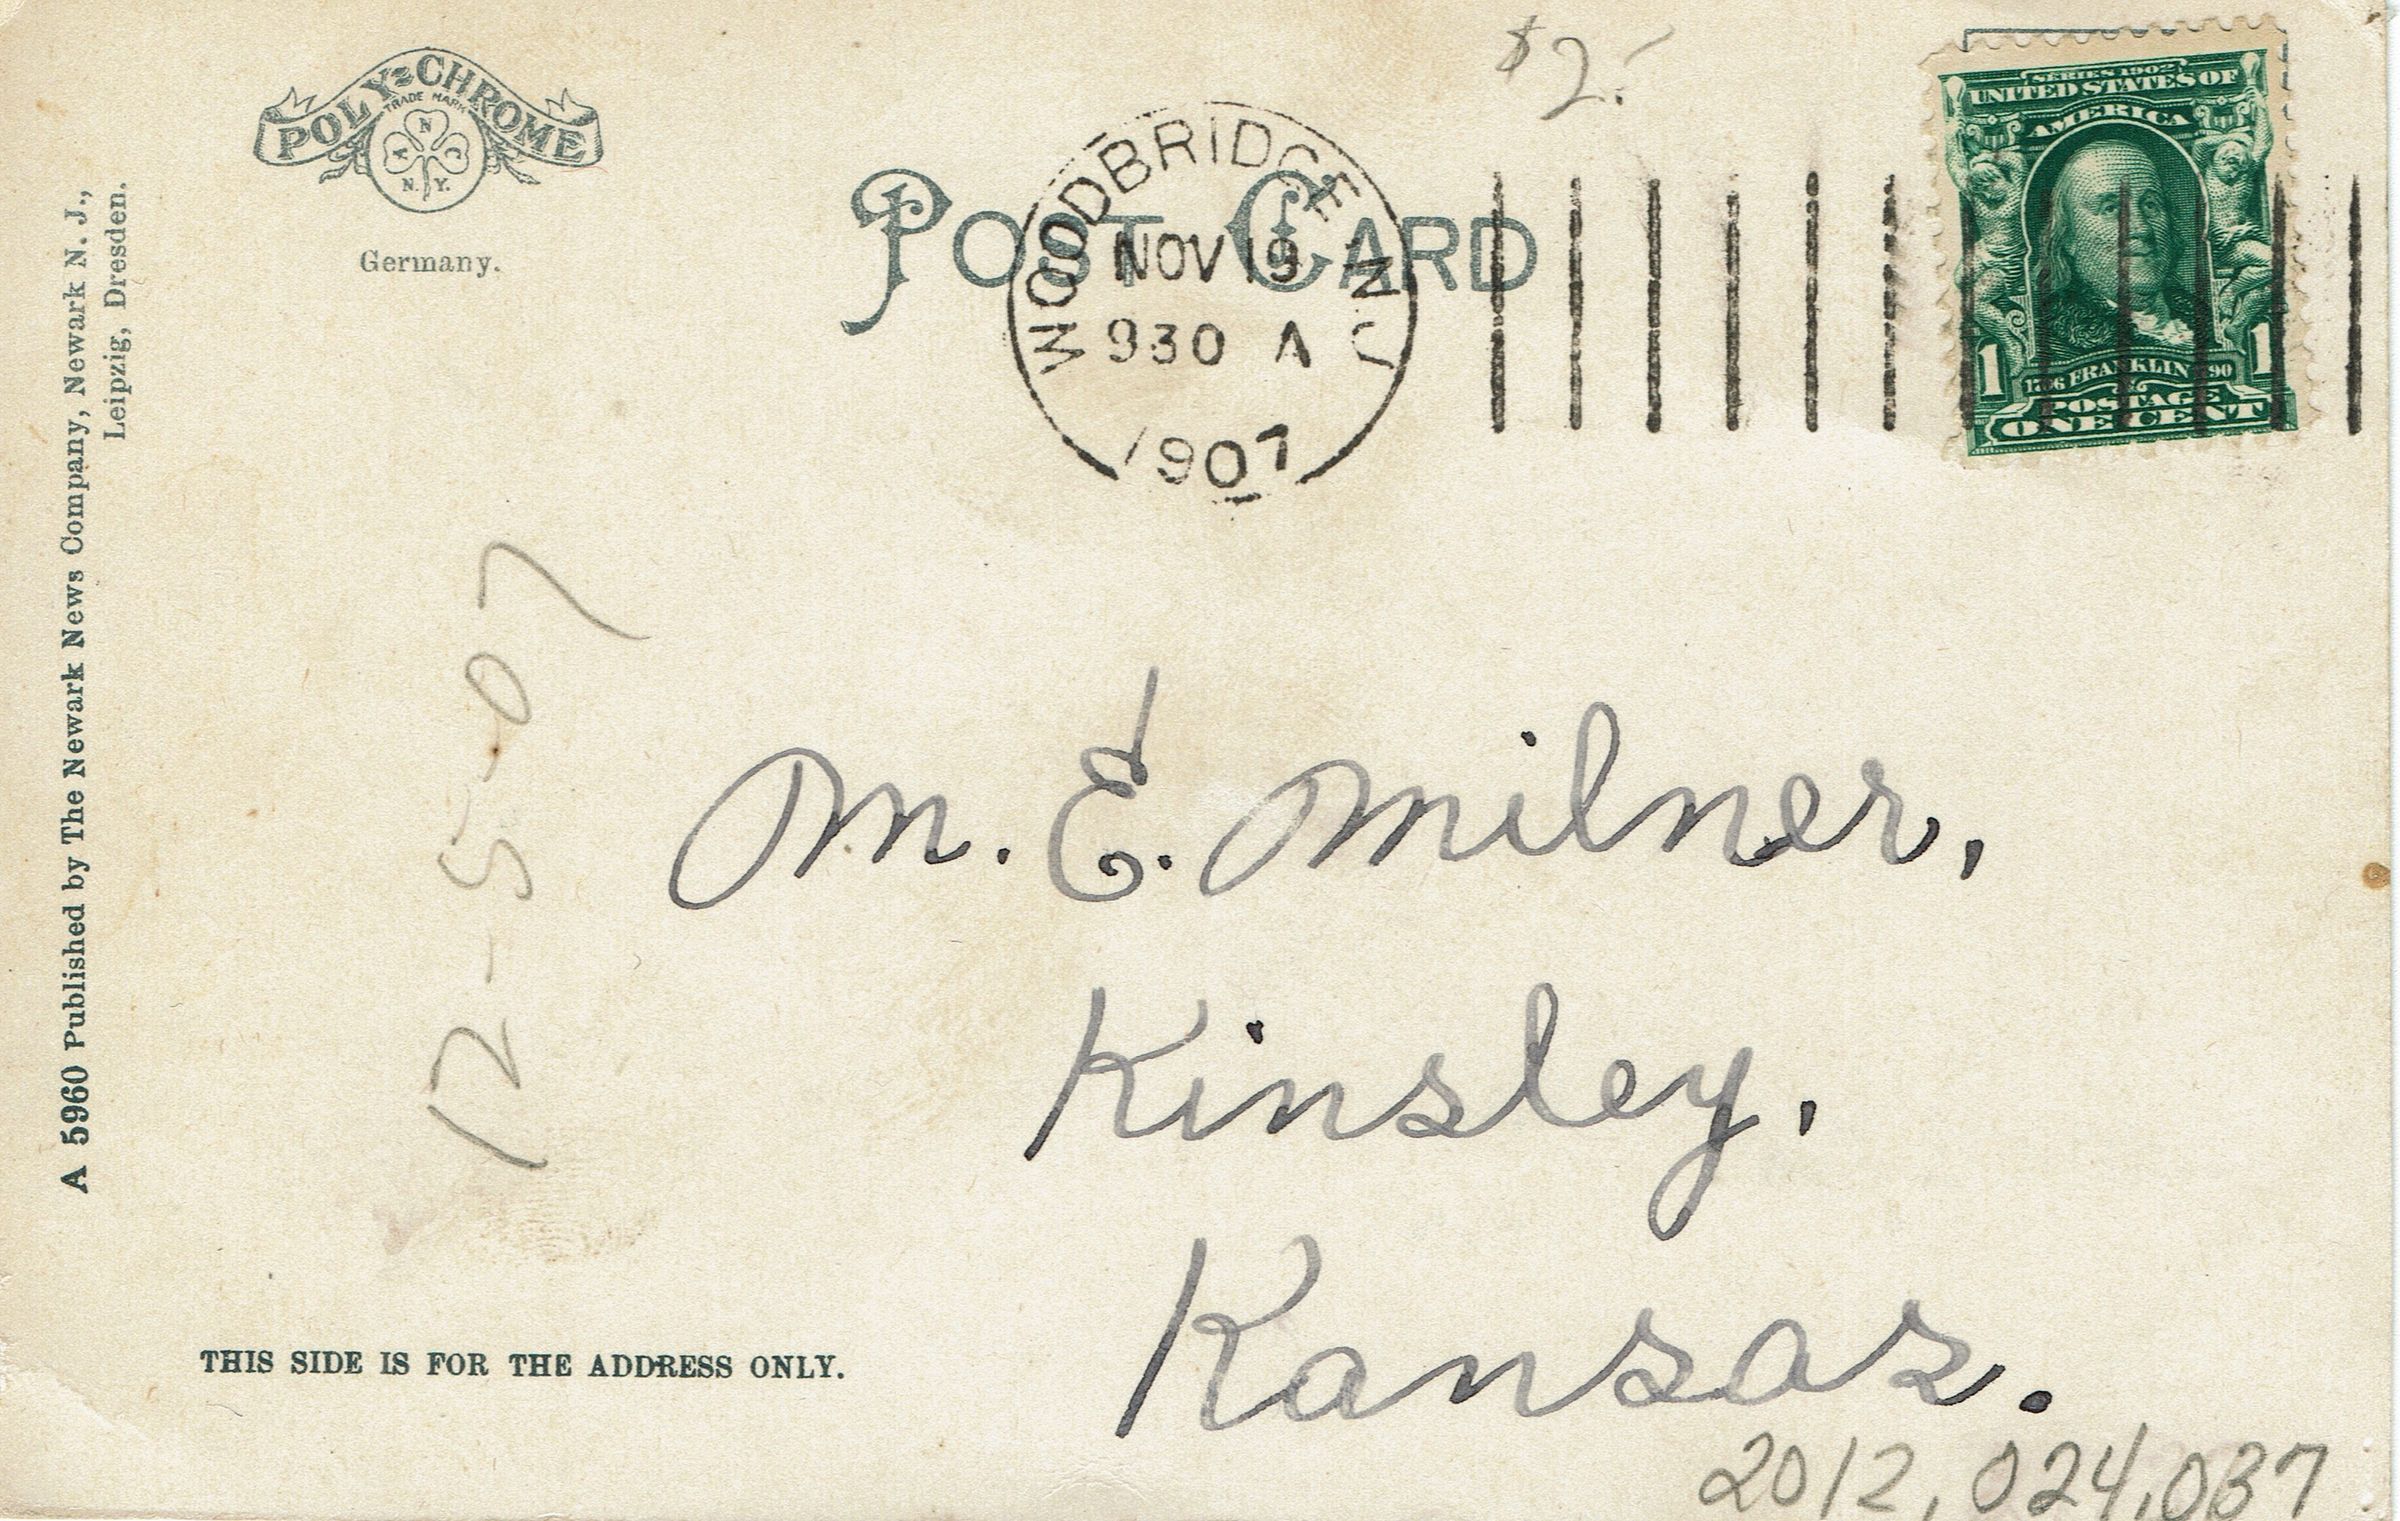 POLY-CHROME
TRADE MARK
A N C
N. Y.
Germany.
$2.-
POST CARD
WOODBRIDGE N.J
NOV 19
930 A
1907
SERIES 1902
UNITED STATES OF
AMERICA
1706 FRANKLIN 1790
1 1
POSTAGE
ONE CENT
A 5960 Published by The Newark News Company, Newark N. J.,
Leipzig, Dresden.
12-5-07
M. E. Milner,
Kinsley,
Kansas.
THIS SIDE IS FOR THE ADDRESS ONLY.
2012,024,037